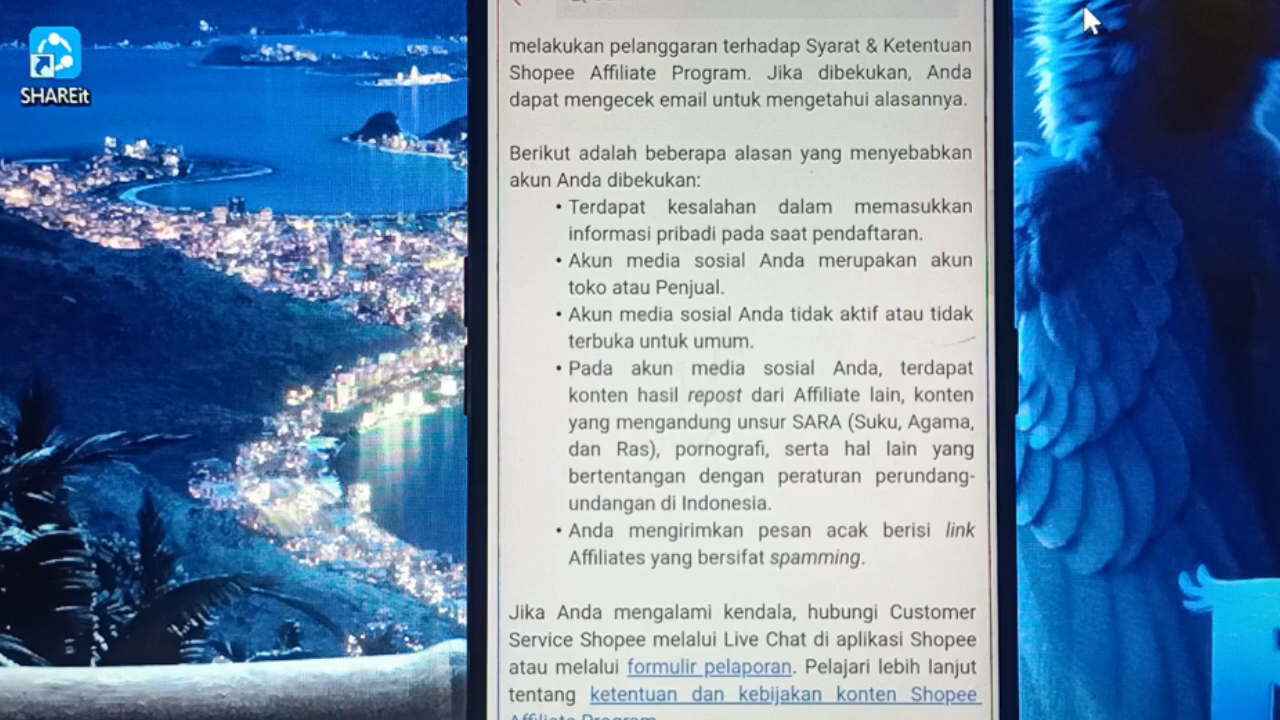 SHAREit
melakukan pelanggaran terhadap Syarat & Ketentuan
Shopee Affiliate Program. Jika dibekukan, Anda
dapat mengecek email untuk mengetahui alasannya.
Berikut adalah beberapa alasan yang menyebabkan
akun Anda dibekukan:
• Terdapat kesalahan dalam memasukkan
informasi pribadi pada saat pendaftaran.
• Akun media sosial Anda merupakan akun
toko atau Penjual.
• Akun media sosial Anda tidak aktif atau tidak
terbuka untuk umum.
• Pada akun media sosial Anda, terdapat
konten hasil repost dari Affiliate lain, konten
yang mengandung unsur SARA (Suku, Agama,
dan Ras), pornografi, serta hal lain yang
bertentangan dengan peraturan perundang-
undangan di Indonesia.
• Anda mengirimkan pesan acak berisi link
Affiliates yang bersifat spamming.
Jika Anda mengalami kendala, hubungi Customer
Service Shopee melalui Live Chat di aplikasi Shopee
atau melalui formulir pelaporan. Pelajari lebih lanjut
tentang ketentuan dan kebijakan konten Shopee
Affiliate Program